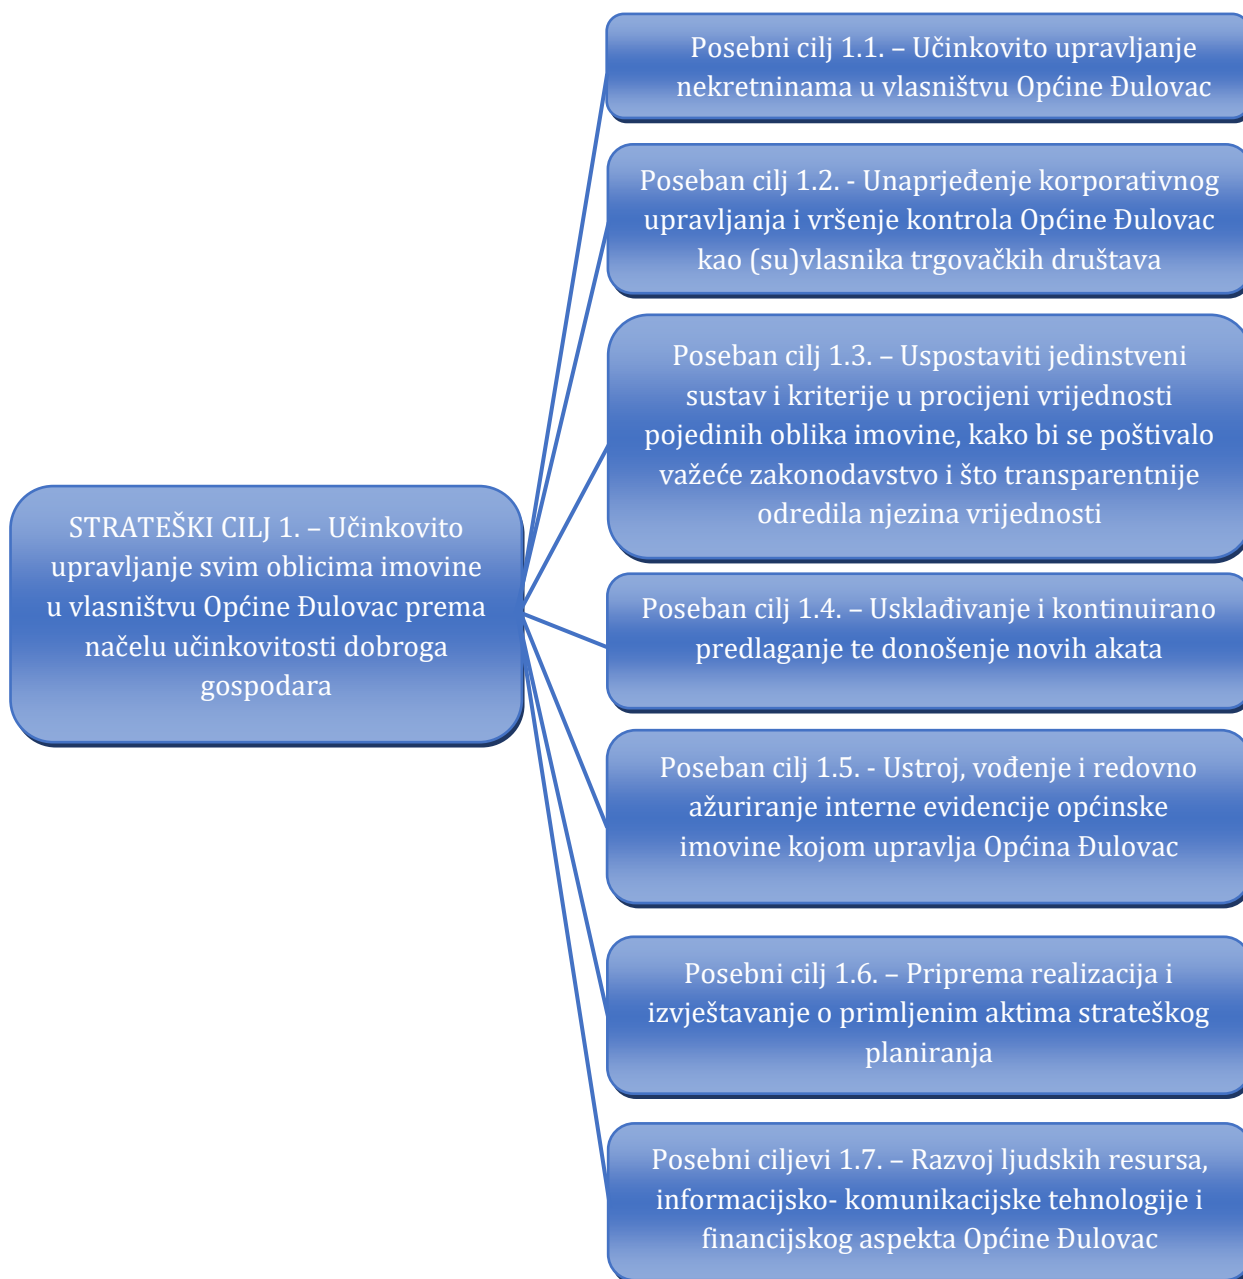 Posebni cilj 1.1. – Učinkovito upravljanje
nekretninama u vlasništvu Općine Đulovac
Poseban cilj 1.2. - Unaprjeđenje korporativnog
upravljanja i vršenje kontrola Općine Đulovac
kao (su)vlasnika trgovačkih društava
Poseban cilj 1.3. – Uspostaviti jedinstveni
sustav i kriterije u procijeni vrijednosti
pojedinih oblika imovine, kako bi se poštivalo
važeće zakonodavstvo i što transparentnije
odredila njezina vrijednosti
STRATEŠKI CILJ 1. – Učinkovito
upravljanje svim oblicima imovine
u vlasništvu Općine Đulovac prema
načelu učinkovitosti dobroga
gospodara
Poseban cilj 1.4. – Usklađivanje i kontinuirano
predlaganje te donošenje novih akata
Poseban cilj 1.5. - Ustroj, vođenje i redovno
ažuriranje interne evidencije općinske
imovine kojom upravlja Općina Đulovac
Posebni cilj 1.6. – Priprema realizacija i
izvještavanje o primljenim aktima strateškog
planiranja
Posebni ciljevi 1.7. – Razvoj ljudskih resursa,
informacijsko- komunikacijske tehnologije i
financijskog aspekta Općine Đulovac